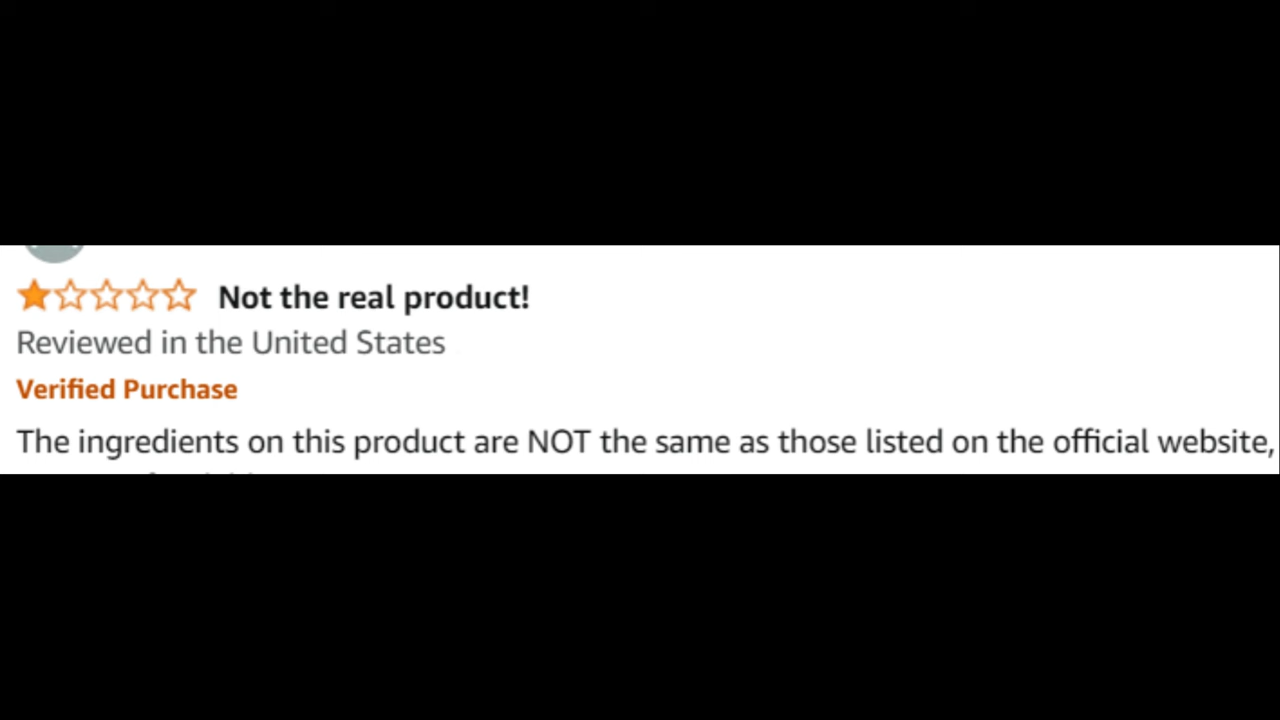 Not the real product!
Reviewed in the United States
Verified Purchase
The ingredients on this product are NOT the same as those listed on the official website,